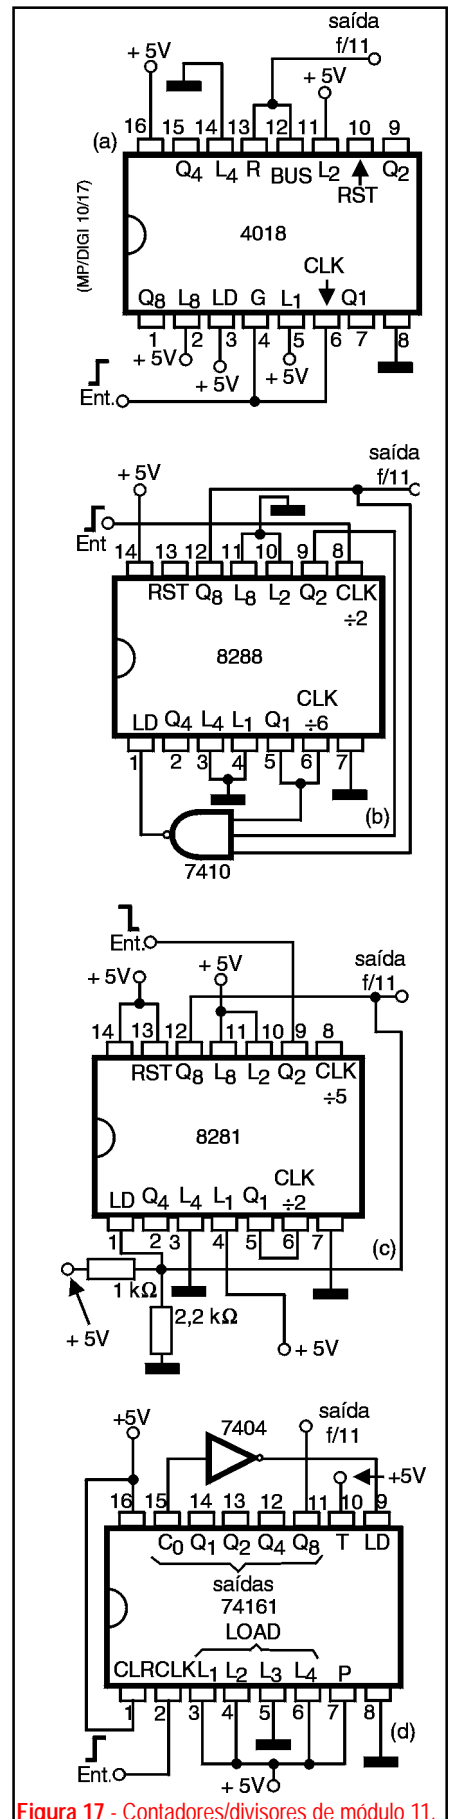 saída
f/11
+ 5V
+5V
16 15 14 13 12 11 10 9
(a)
Q4 L4 R BUS L2 Q2
RST
(MP/DIGI 10/17)
4018
CLK
Q8 L8 LD G L1 Q1
1 2 3 4 5 6 7 8
+ 5V
+ 5V
+ 5V
Ent.
saída
f/11
+ 5V
Ent
14 13 12 11 10 9 8
RST Q8 L8 L2 Q2 CLK
÷2
8288
CLK
LD Q4 L4 L1 Q1 ÷6
1 2 3 4 5 6 7
(b)
7410
Ent.
+ 5V
+ 5V
saída
f/11
14 13 12 11 10 9 8
RST Q8 L8 L2 Q2 CLK
÷5
8281
CLK
LD Q4 L4 L1 Q1 ÷2
1 2 3 4 5 6 7
(c)
1 kΩ
+ 5V
2,2 kΩ
+ 5V
+5V
7404
saída
f/11
+5V
16 15 14 13 12 11 10 9
C0 Q1 Q2 Q4 Q8 T LD
saídas
74161
LOAD
CLR CLK L1 L2 L3 L4 P
1 2 3 4 5 6 7 8
(d)
Ent.
+ 5V
Figura 17 - Contadores/divisores de módulo 11.